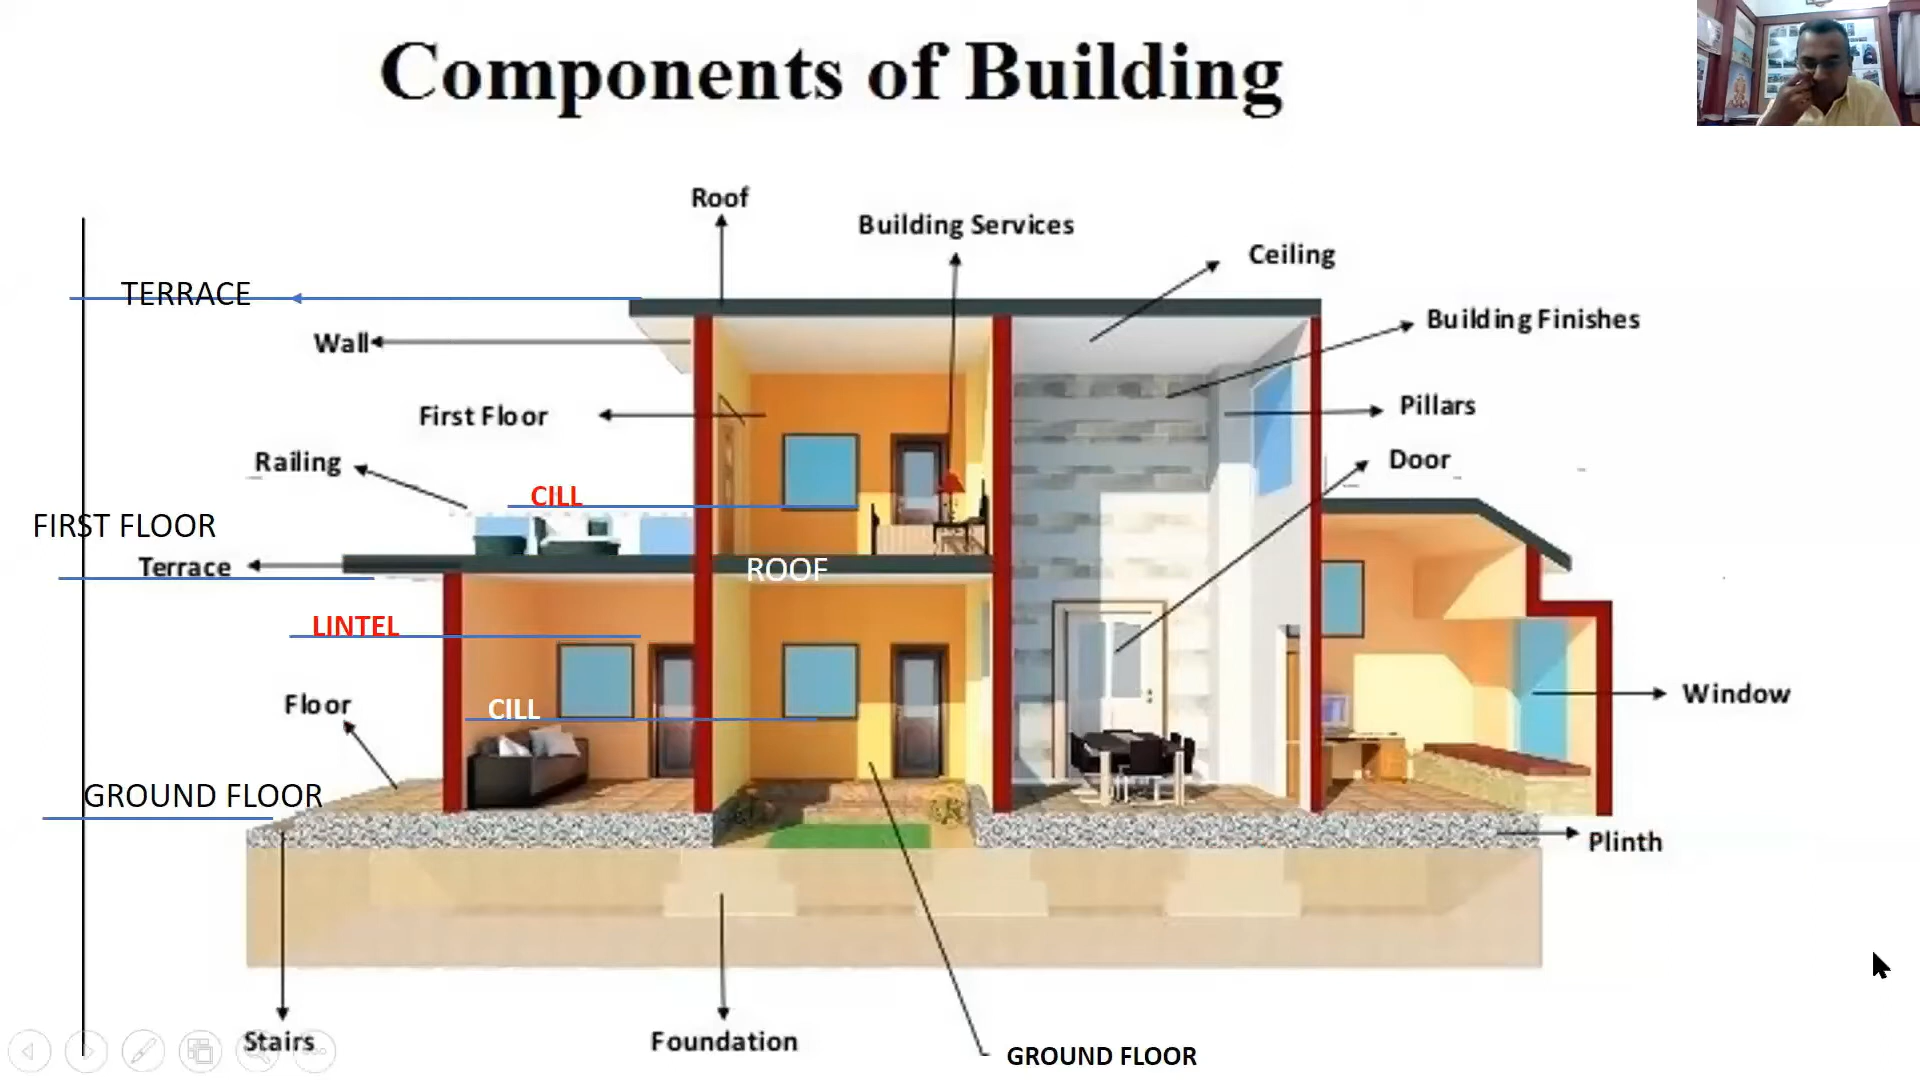 Components of Building
Roof
Building Services
Ceiling
TERRACE
Building Finishes
Wall
Pillars
First Floor
Door
Railing
CILL
FIRST FLOOR
Terrace
ROOF
LINTEL
Window
Floor
CILL
GROUND FLOOR
Plinth
Stairs
Foundation
GROUND FLOOR